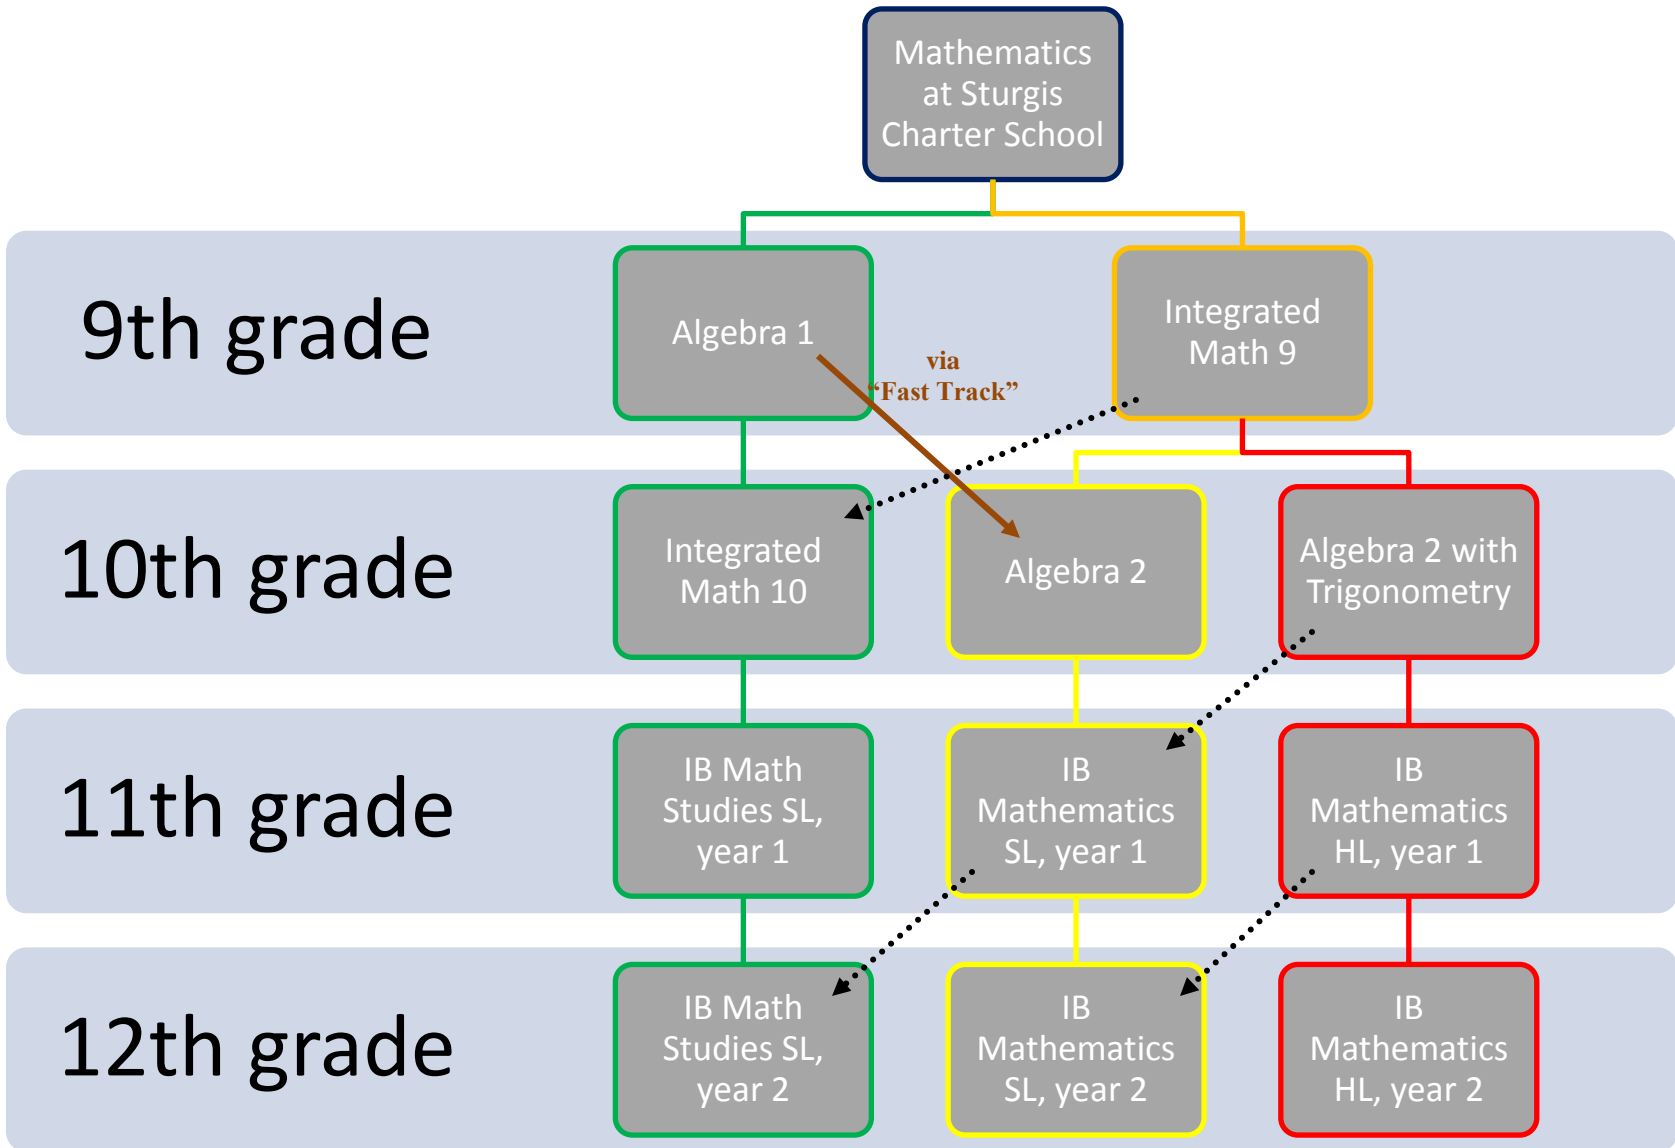 Mathematics
at Sturgis
Charter School
9th grade
Algebra 1
via
“Fast Track”
Integrated
Math 9
10th grade
Integrated
Math 10
Algebra 2
Algebra 2 with
Trigonometry
11th grade
IB Math
Studies SL,
year 1
IB
Mathematics
SL, year 1
IB
Mathematics
HL, year 1
12th grade
IB Math
Studies SL,
year 2
IB
Mathematics
SL, year 2
IB
Mathematics
HL, year 2